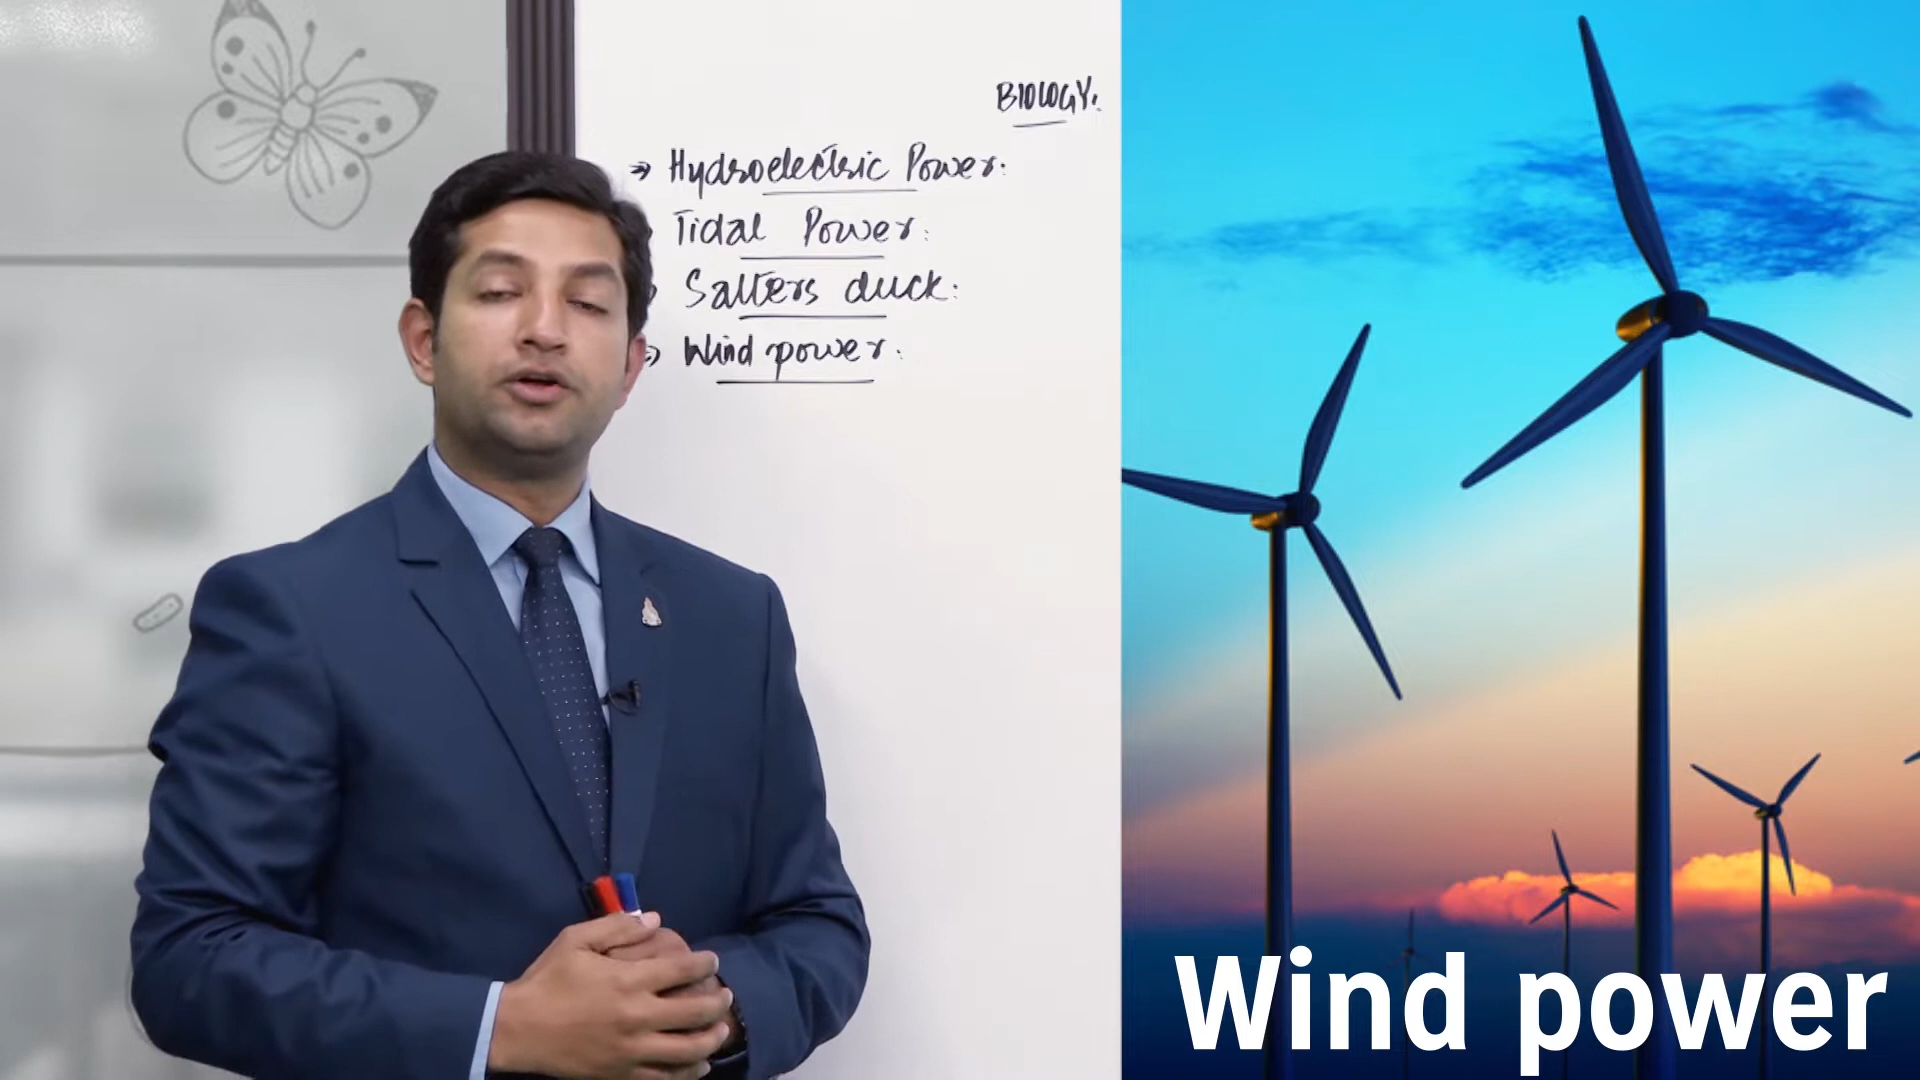 BIOLOGY.
→ Hydroelectric Power.
Tidal Power.
Salters duck.
Wind power.
Wind power